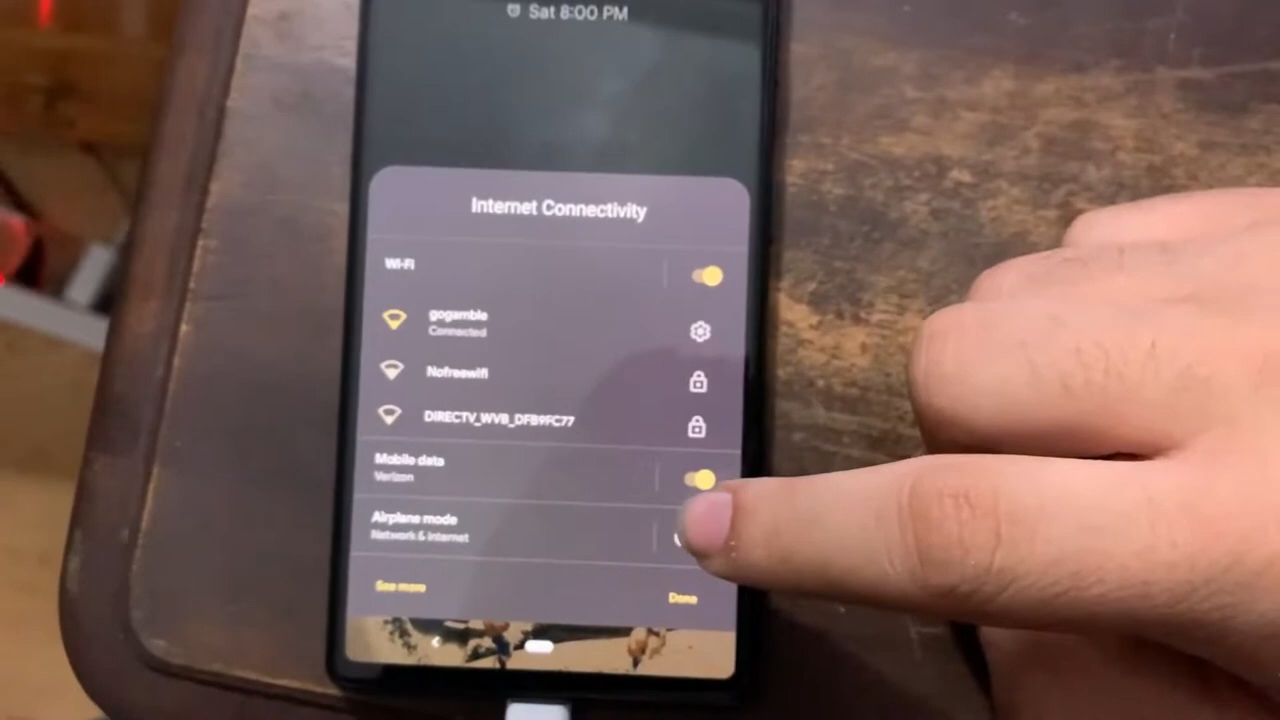 Sat 8:00 PM
Internet Connectivity
Wi-Fi
gogamble
Connected
Nofreewifi
DIRECTV_WVB_DFB9FC77
Mobile data
Verizon
Airplane mode
Network & Internet
See more
Done